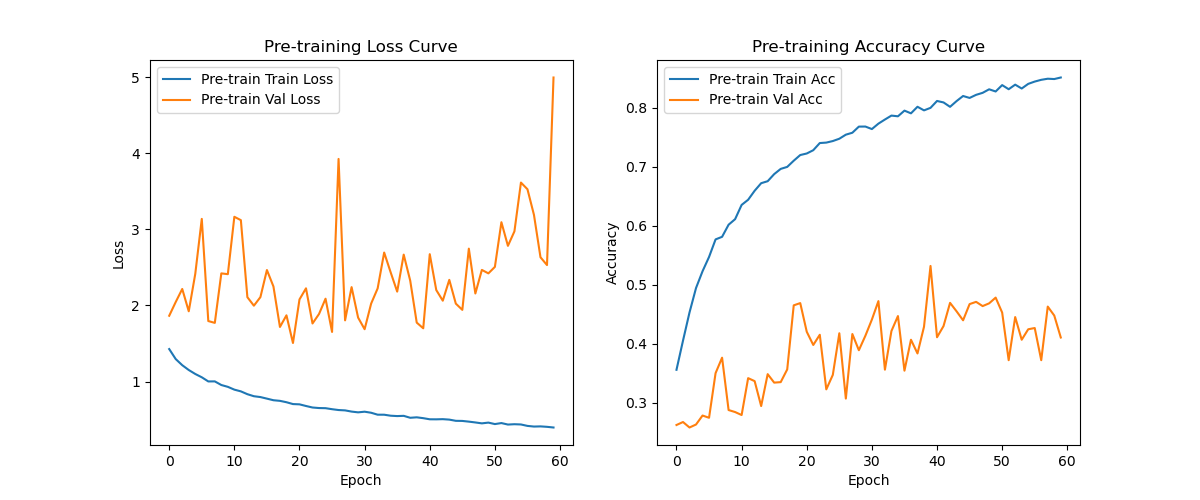 Pre-training Loss Curve
Pre-train Train Loss
Pre-train Val Loss
5
4
3
2
1
Loss
0
10
20
30
40
50
60
Epoch
Pre-training Accuracy Curve
Pre-train Train Acc
Pre-train Val Acc
0.8
0.7
0.6
0.5
0.4
0.3
Accuracy
0
10
20
30
40
50
60
Epoch